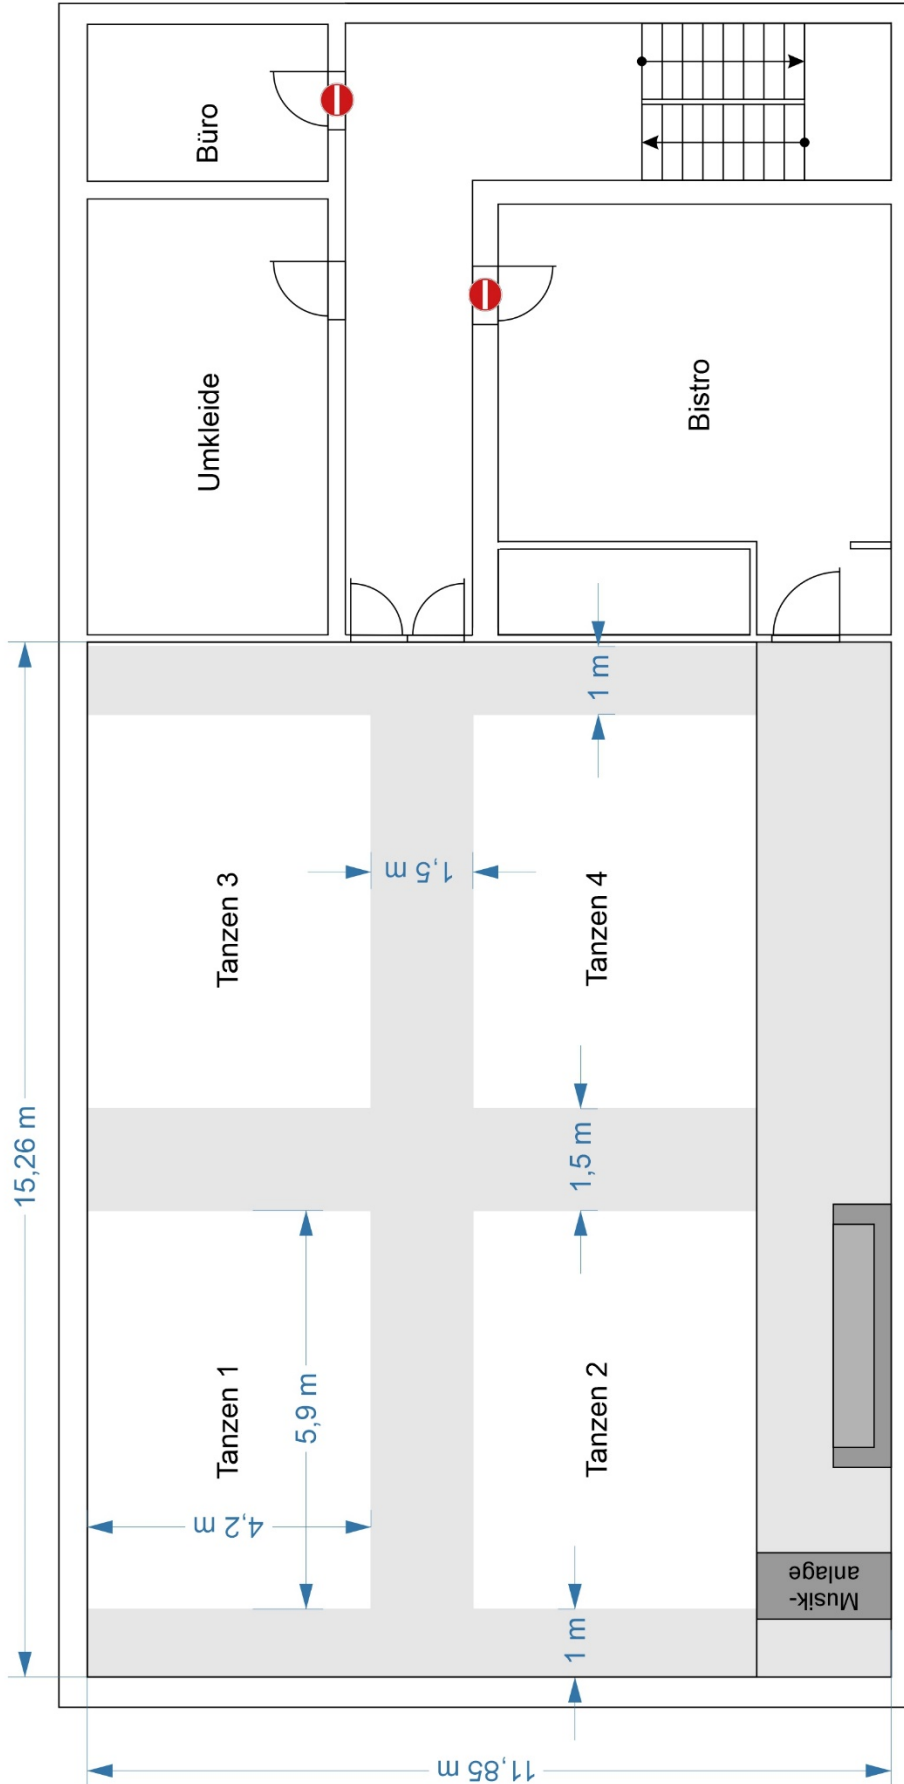 Büro
Umkleide
Bistro
15,26 m
1 m
1,5 m
Tanzen 3
Tanzen 4
1,5 m
5,9 m
Tanzen 1
Tanzen 2
4,2 m
1 m
Musik-
anlage
11,85 m